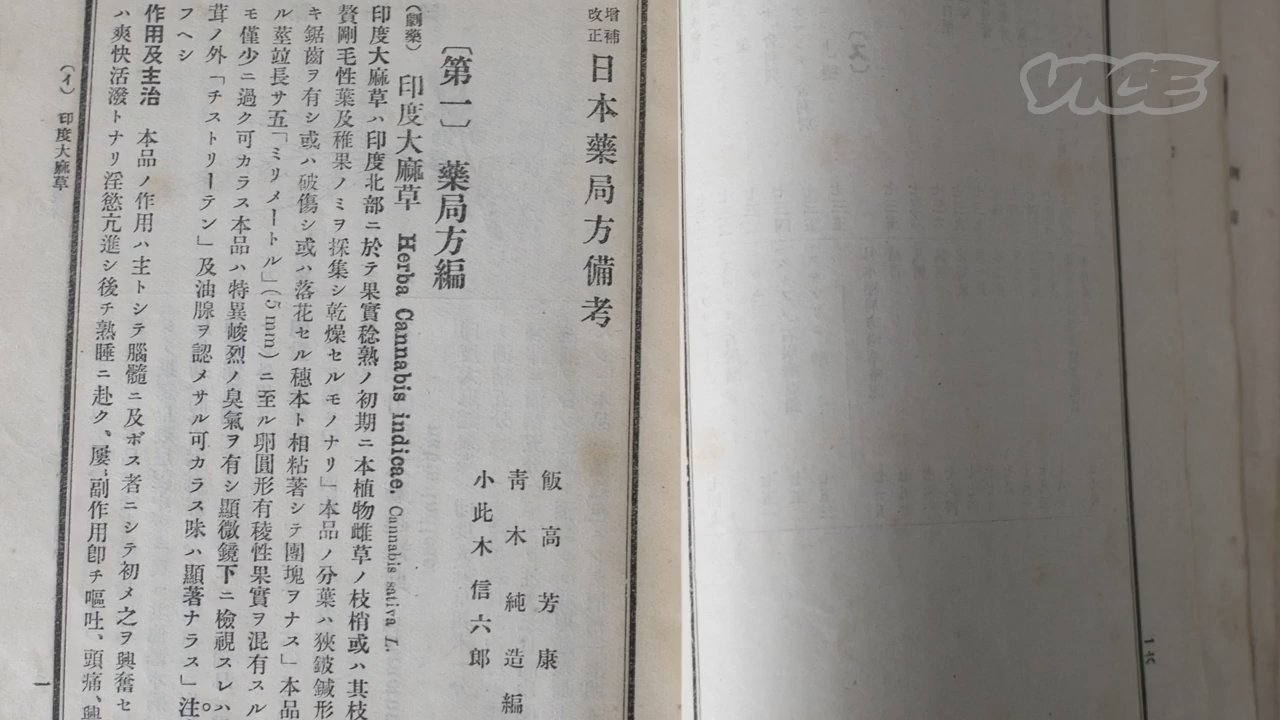 VICE
增補
改正
日本藥局方備考
飯高芳康
靑木純造編
小此木信六郎
〔第一〕藥局方編
(劇藥) 印度大麻草 Herba Cannabis indicae. Cannabis sativa L.
印度大麻草ハ印度北部ニ於テ果實稔熟ノ初期ニ本植物雌草ノ枝梢或ハ其枝
贅剛毛性葉及稚果ノミヲ採集シ乾燥セルモノナリ」本品ノ分葉ハ狹鈹鍼形
キ鋸齒ヲ有シ或ハ破傷シ或ハ落花セル穗本ト相粘著シテ團塊ヲナス」本品
ル莖竝長サ五「ミリメートル」(5 mm)ニ至ル卵圓形有稜性果實ヲ混有スル
モ僅少ニ過ク可カラス本品ハ特異峻烈ノ臭氣ヲ有シ顯微鏡下ニ檢視スレハ
茸ノ外「チストリーテン」及油腺ヲ認メサル可カラス味ハ顯著ナラス」注。
フヘシ
作用及主治 本品ノ作用ハ主トシテ腦髓ニ及ボス者ニシテ初メ之ヲ興奮セ
ハ爽快活潑トナリ淫慾亢進シ後チ熟睡ニ赴ク、屢〻副作用卽チ嘔吐、頭痛、興
(イ) 印度大麻草
一
十六